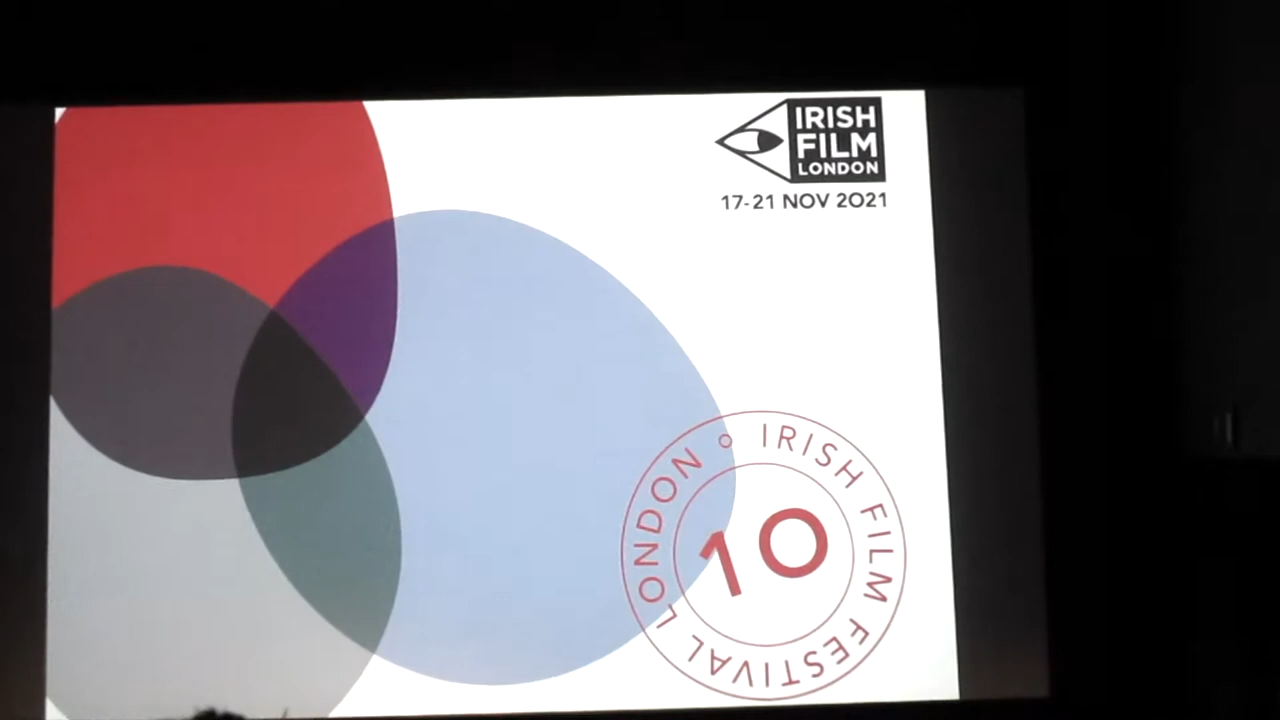 IRISH
FILM
LONDON
17-21 NOV 2021
IRISH FILM FESTIVAL LONDON
10